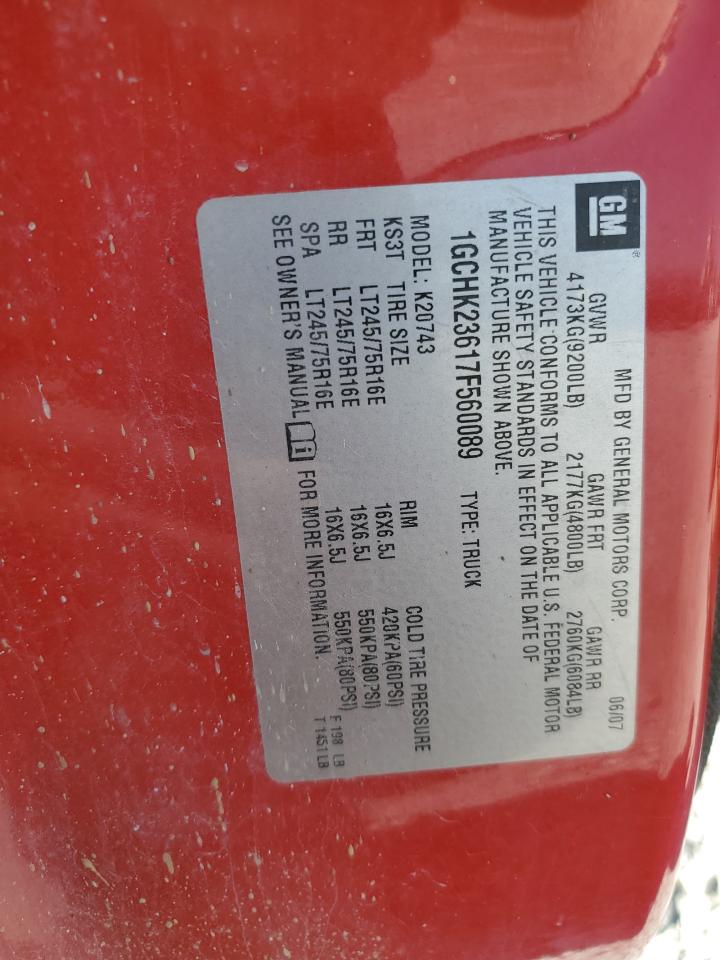 GM®
MFD BY GENERAL MOTORS CORP. 06/07
GVWR GAWR FRT GAWR RR
4173KG(9200LB) 2177KG(4800LB) 2760KG(6084LB)
THIS VEHICLE CONFORMS TO ALL APPLICABLE U.S. FEDERAL MOTOR
VEHICLE SAFETY STANDARDS IN EFFECT ON THE DATE OF
MANUFACTURE SHOWN ABOVE.
1GCHK23617F560089 TYPE: TRUCK
MODEL: K20743
KS3T TIRE SIZE RIM COLD TIRE PRESSURE
FRT LT245/75R16E 16X6.5J 420KPA(60PSI)
RR LT245/75R16E 16X6.5J 550KPA(80PSI)
SPA LT245/75R16E 16X6.5J 550KPA(80PSI)
SEE OWNER'S MANUAL FOR MORE INFORMATION.
F 198 LB
T 1451 LB